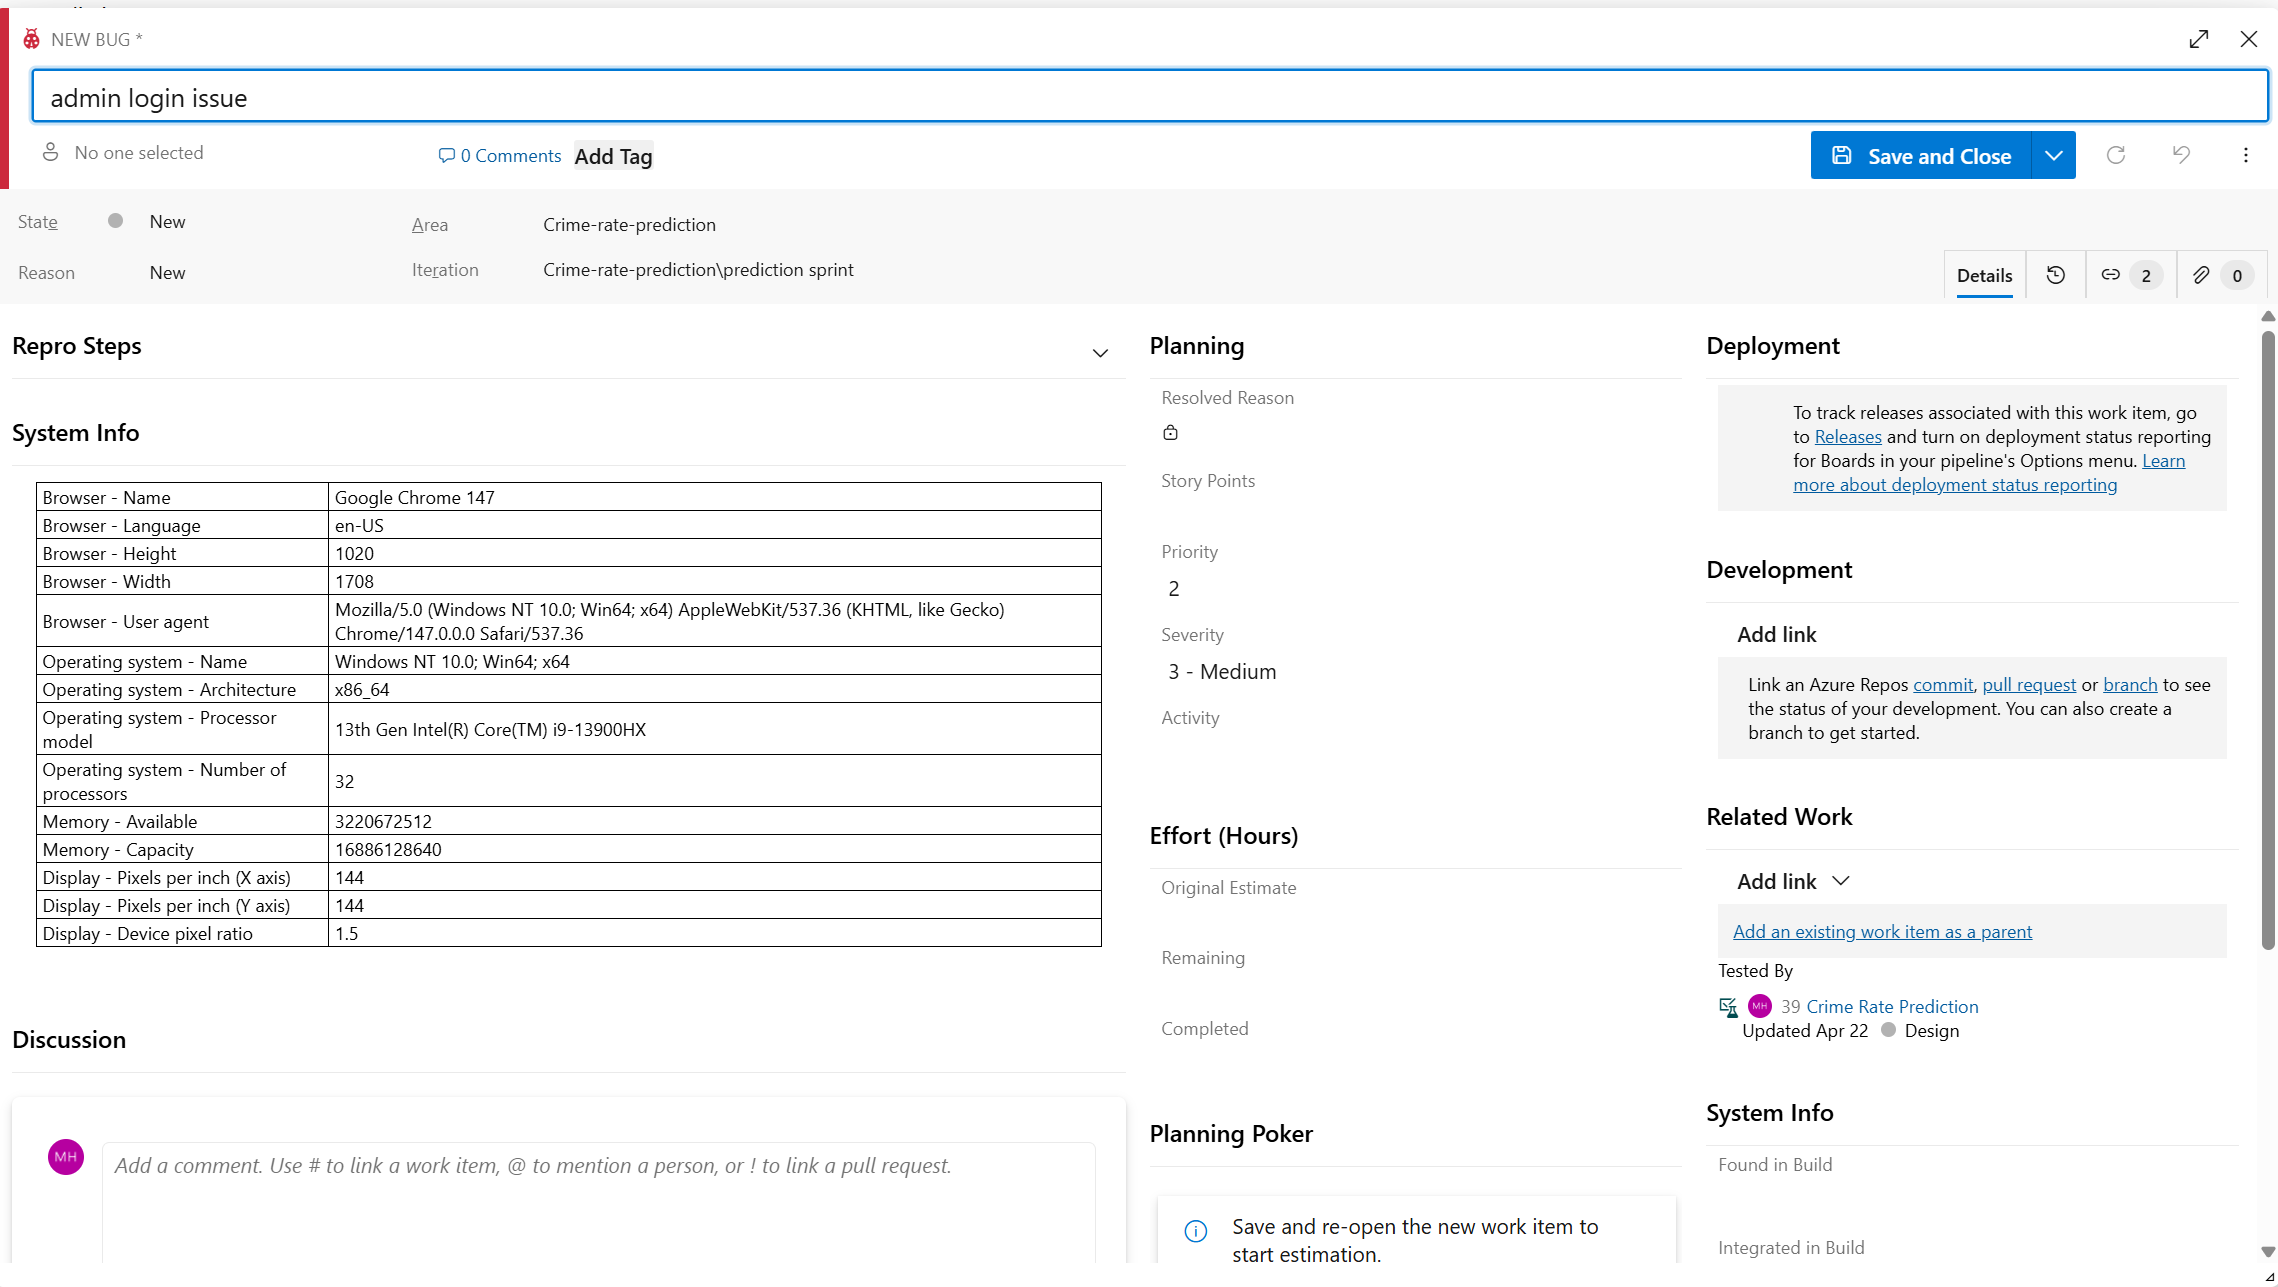 NEW BUG *
admin login issue
No one selected
0 Comments
Add Tag
Save and Close
State
New
Area
Crime-rate-prediction
Reason
New
Iteration
Crime-rate-prediction\prediction sprint
Details
2
0
Repro Steps
System Info
Browser - Name Google Chrome 147
Browser - Language en-US
Browser - Height 1020
Browser - Width 1708
Browser - User agent Mozilla/5.0 (Windows NT 10.0; Win64; x64) AppleWebKit/537.36 (KHTML, like Gecko)
Chrome/147.0.0.0 Safari/537.36
Operating system - Name Windows NT 10.0; Win64; x64
Operating system - Architecture x86_64
Operating system - Processor
model 13th Gen Intel(R) Core(TM) i9-13900HX
Operating system - Number of
processors 32
Memory - Available 3220672512
Memory - Capacity 16886128640
Display - Pixels per inch (X axis) 144
Display - Pixels per inch (Y axis) 144
Display - Device pixel ratio 1.5
Discussion
MH
Add a comment. Use # to link a work item, @ to mention a person, or ! to link a pull request.
Planning
Resolved Reason
Story Points
Priority
2
Severity
3 - Medium
Activity
Effort (Hours)
Original Estimate
Remaining
Completed
Planning Poker
Save and re-open the new work item to
start estimation.
Deployment
To track releases associated with this work item, go
to Releases and turn on deployment status reporting
for Boards in your pipeline's Options menu. Learn
more about deployment status reporting
Development
Add link
Link an Azure Repos commit, pull request or branch to see
the status of your development. You can also create a
branch to get started.
Related Work
Add link
Add an existing work item as a parent
Tested By
MH 39 Crime Rate Prediction
Updated Apr 22 Design
System Info
Found in Build
Integrated in Build